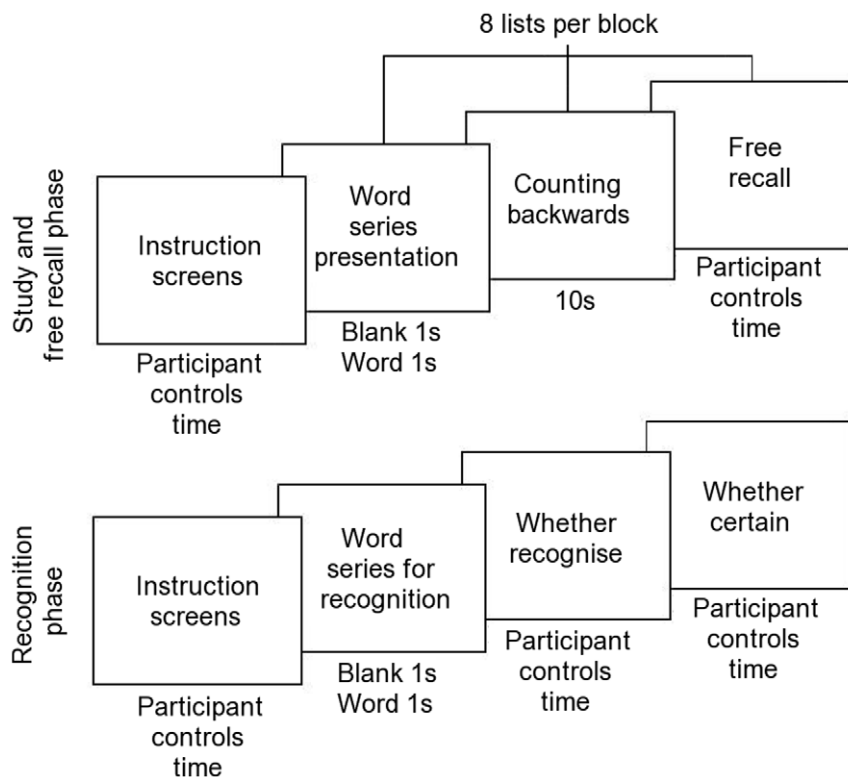 8 lists per block
Study and
free recall phase
Instruction
screens
Participant
controls
time
Word
series
presentation
Blank 1s
Word 1s
Counting
backwards
10s
Free
recall
Participant
controls
time
Recognition
phase
Instruction
screens
Participant
controls
time
Word
series for
recognition
Blank 1s
Word 1s
Whether
recognise
Participant
controls
time
Whether
certain
Participant
controls
time